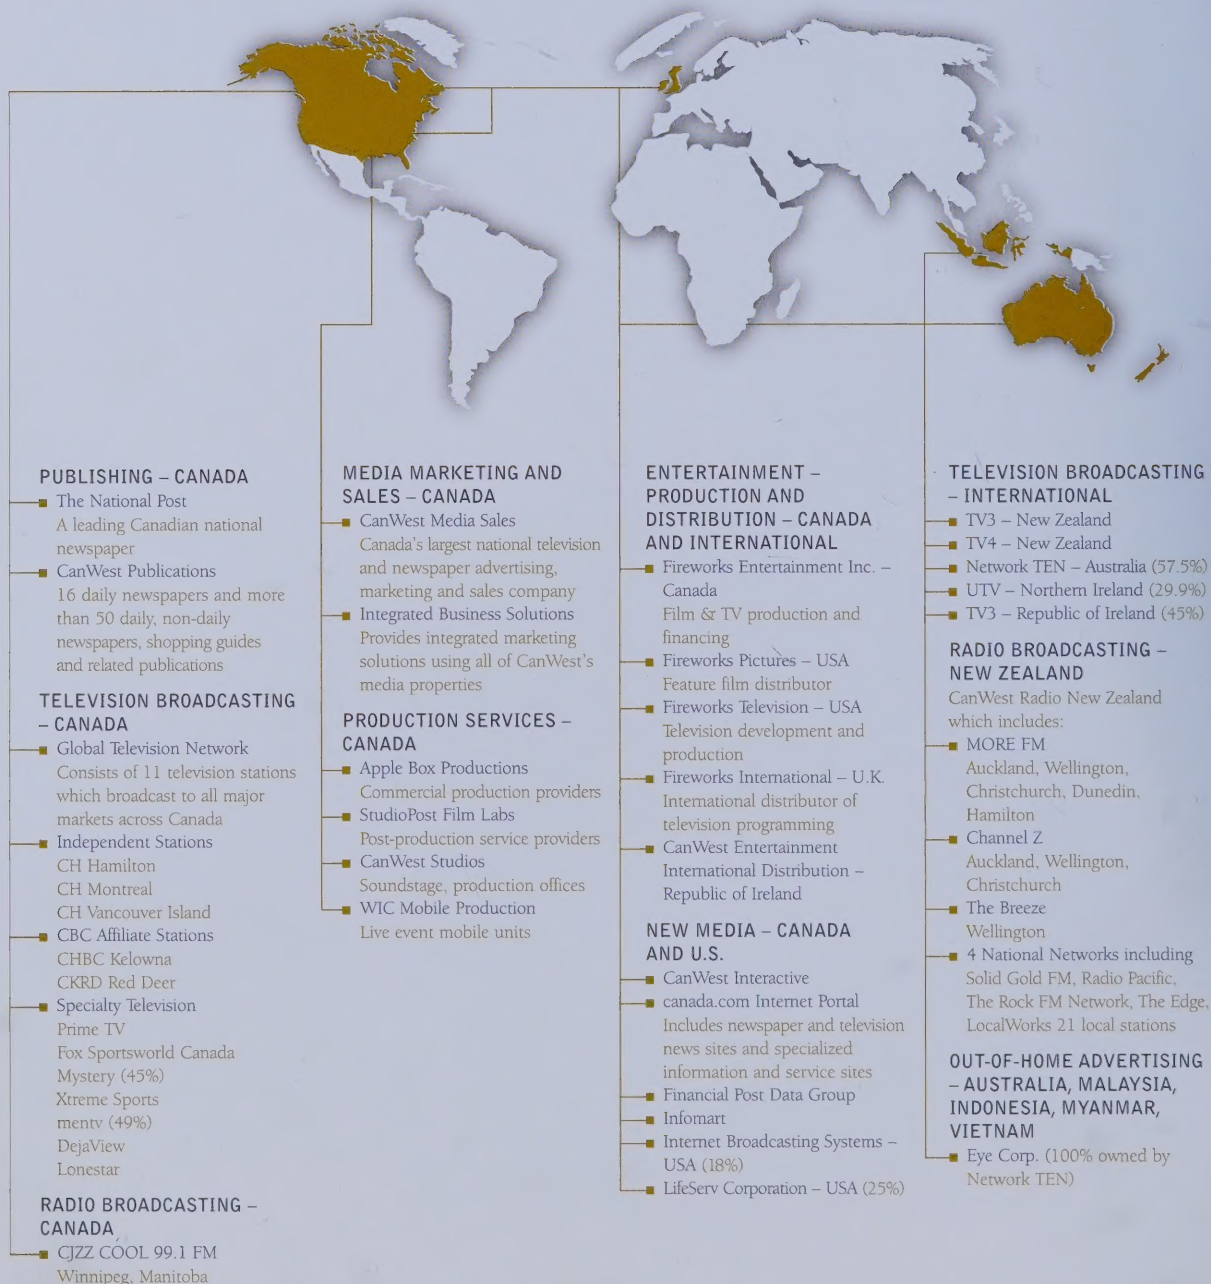 PUBLISHING – CANADA
The National Post
A leading Canadian national
newspaper
CanWest Publications
16 daily newspapers and more
than 50 daily, non-daily
newspapers, shopping guides
and related publications
TELEVISION BROADCASTING
– CANADA
Global Television Network
Consists of 11 television stations
which broadcast to all major
markets across Canada
Independent Stations
CH Hamilton
CH Montreal
CH Vancouver Island
CBC Affiliate Stations
CHBC Kelowna
CKRD Red Deer
Specialty Television
Prime TV
Fox Sportsworld Canada
Mystery (45%)
Xtreme Sports
mentv (49%)
DejaView
Lonestar
RADIO BROADCASTING –
CANADA
CJZZ COOL 99.1 FM
Winnipeg, Manitoba
MEDIA MARKETING AND
SALES – CANADA
CanWest Media Sales
Canada's largest national television
and newspaper advertising,
marketing and sales company
Integrated Business Solutions
Provides integrated marketing
solutions using all of CanWest's
media properties
PRODUCTION SERVICES –
CANADA
Apple Box Productions
Commercial production providers
StudioPost Film Labs
Post-production service providers
CanWest Studios
Soundstage, production offices
WIC Mobile Production
Live event mobile units
ENTERTAINMENT –
PRODUCTION AND
DISTRIBUTION – CANADA
AND INTERNATIONAL
Fireworks Entertainment Inc. –
Canada
Film & TV production and
financing
Fireworks Pictures – USA
Feature film distributor
Fireworks Television – USA
Television development and
production
Fireworks International – U.K.
International distributor of
television programming
CanWest Entertainment
International Distribution –
Republic of Ireland
NEW MEDIA – CANADA
AND U.S.
CanWest Interactive
canada.com Internet Portal
Includes newspaper and television
news sites and specialized
information and service sites
Financial Post Data Group
Infomart
Internet Broadcasting Systems –
USA (18%)
LifeServ Corporation – USA (25%)
TELEVISION BROADCASTING
– INTERNATIONAL
TV3 – New Zealand
TV4 – New Zealand
Network TEN – Australia (57.5%)
UTV – Northern Ireland (29.9%)
TV3 – Republic of Ireland (45%)
RADIO BROADCASTING –
NEW ZEALAND
CanWest Radio New Zealand
which includes:
MORE FM
Auckland, Wellington,
Christchurch, Dunedin,
Hamilton
Channel Z
Auckland, Wellington,
Christchurch
The Breeze
Wellington
4 National Networks including
Solid Gold FM, Radio Pacific,
The Rock FM Network, The Edge,
LocalWorks 21 local stations
OUT-OF-HOME ADVERTISING
– AUSTRALIA, MALAYSIA,
INDONESIA, MYANMAR,
VIETNAM
Eye Corp. (100% owned by
Network TEN)